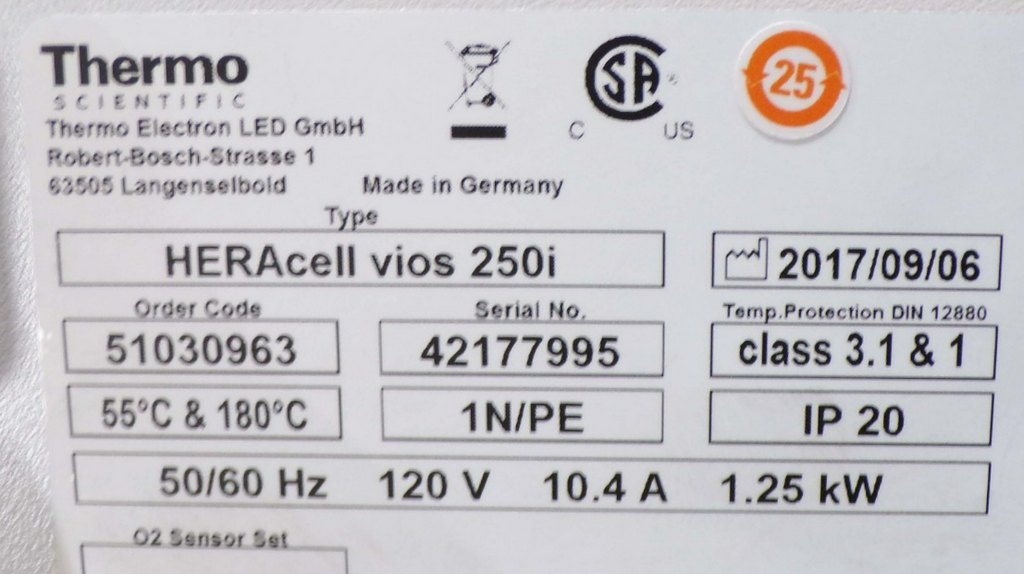 Thermo
SCIENTIFIC
Thermo Electron LED GmbH
Robert-Bosch-Strasse 1
63505 Langenselbold Made in Germany
C SA US
25
Type
HERAcell vios 250i
2017/09/06
Order Code Serial No. Temp.Protection DIN 12880
51030963 42177995 class 3.1 & 1
55°C & 180°C 1N/PE IP 20
50/60 Hz 120 V 10.4 A 1.25 kW
O2 Sensor Set